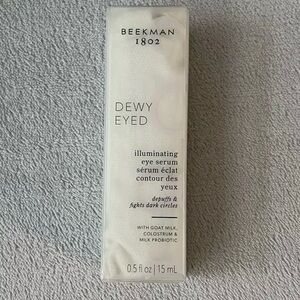 BEEKMAN
1802
DEWY
EYED
illuminating
eye serum
sérum éclat
contour des
yeux
depuffs &
fights dark circles
WITH GOAT MILK,
COLOSTRUM &
MILK PROBIOTIC
0.5 fl oz | 15 mL